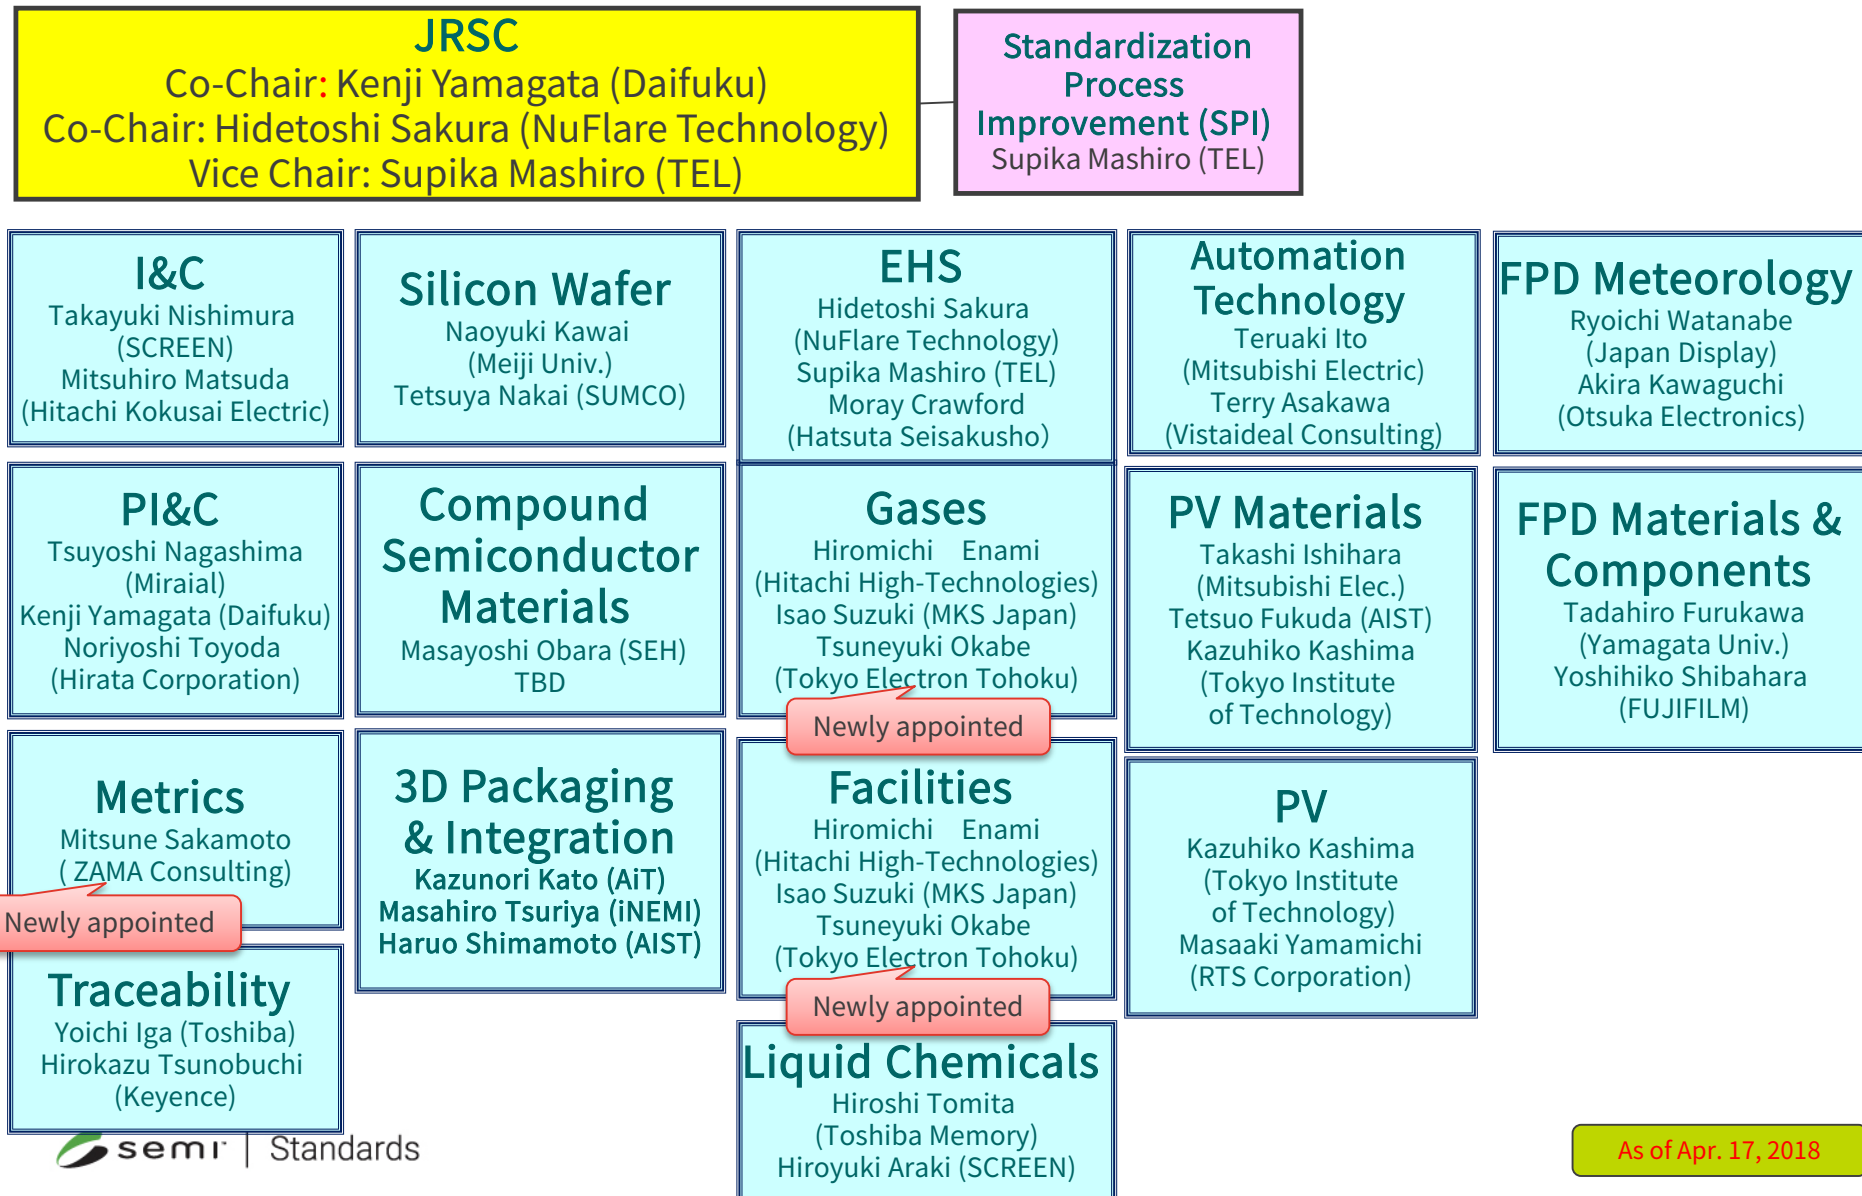 JRSC
Co-Chair: Kenji Yamagata (Daifuku)
Co-Chair: Hidetoshi Sakura (NuFlare Technology)
Vice Chair: Supika Mashiro (TEL)
Standardization
Process
Improvement (SPI)
Supika Mashiro (TEL)
I&C
Takayuki Nishimura
(SCREEN)
Mitsuhiro Matsuda
(Hitachi Kokusai Electric)
Silicon Wafer
Naoyuki Kawai
(Meiji Univ.)
Tetsuya Nakai (SUMCO)
EHS
Hidetoshi Sakura
(NuFlare Technology)
Supika Mashiro (TEL)
Moray Crawford
(Hatsuta Seisakusho）
Automation
Technology
Teruaki Ito
(Mitsubishi Electric)
Terry Asakawa
(Vistaideal Consulting)
FPD Meteorology
Ryoichi Watanabe
(Japan Display)
Akira Kawaguchi
(Otsuka Electronics)
PI&C
Tsuyoshi Nagashima
(Miraial)
Kenji Yamagata (Daifuku)
Noriyoshi Toyoda
(Hirata Corporation)
Compound
Semiconductor
Materials
Masayoshi Obara (SEH)
TBD
Gases
Hiromichi Enami
(Hitachi High-Technologies)
Isao Suzuki (MKS Japan)
Tsuneyuki Okabe
(Tokyo Electron Tohoku)
Newly appointed
PV Materials
Takashi Ishihara
(Mitsubishi Elec.)
Tetsuo Fukuda (AIST)
Kazuhiko Kashima
(Tokyo Institute
of Technology)
FPD Materials &
Components
Tadahiro Furukawa
(Yamagata Univ.)
Yoshihiko Shibahara
(FUJIFILM)
Metrics
Mitsune Sakamoto
( ZAMA Consulting)
Newly appointed
3D Packaging
& Integration
Kazunori Kato (AiT)
Masahiro Tsuriya (iNEMI)
Haruo Shimamoto (AIST)
Facilities
Hiromichi Enami
(Hitachi High-Technologies)
Isao Suzuki (MKS Japan)
Tsuneyuki Okabe
(Tokyo Electron Tohoku)
Newly appointed
PV
Kazuhiko Kashima
(Tokyo Institute
of Technology)
Masaaki Yamamichi
(RTS Corporation)
Traceability
Yoichi Iga (Toshiba)
Hirokazu Tsunobuchi
(Keyence)
Liquid Chemicals
Hiroshi Tomita
(Toshiba Memory)
Hiroyuki Araki (SCREEN)
semi | Standards
As of Apr. 17, 2018